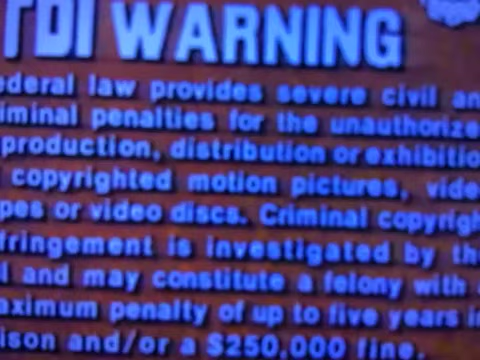 FBI WARNING
ederal law provides severe civil an
iminal penalties for the unauthorize
production, distribution or exhibitio
copyrighted motion pictures, vide
pes or video discs. Criminal copyrigh
fringement is investigated by th
I and may constitute a felony with a
aximum penalty of up to five years i
ison and/or a $250,000 fine.